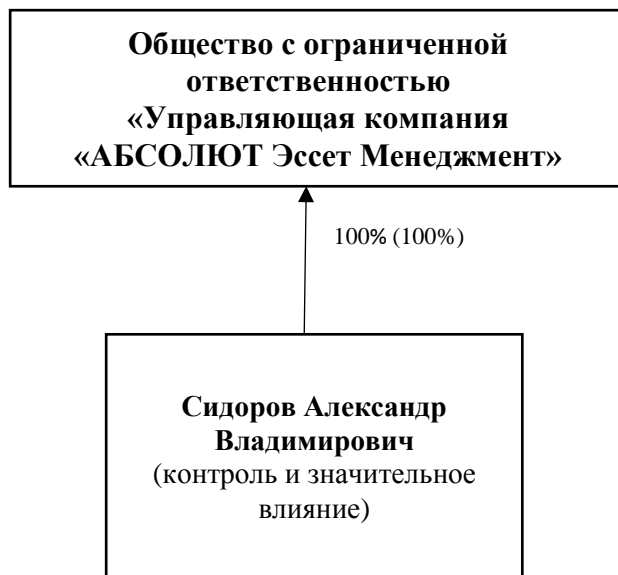 Общество с ограниченной
ответственностью
«Управляющая компания
«АБСОЛЮТ Эссет Менеджмент»
100% (100%)
Сидоров Александр
Владимирович
(контроль и значительное
влияние)